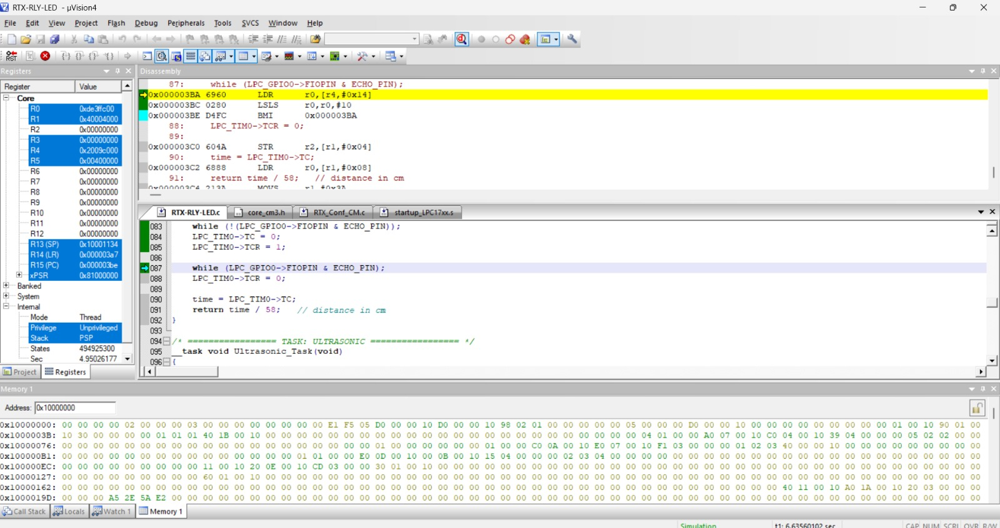 RTX-RLY-LED - µVision4
File Edit View Project Flash Debug Peripherals Tools SVCS Window Help
RST
Registers
Register Value
Core
R0 0xde3ffc00
R1 0x40004000
R2 0x00000000
R3 0x00000000
R4 0x2009c000
R5 0x00400000
R6 0x00000000
R7 0x00000000
R8 0x00000000
R9 0x00000000
R10 0x00000000
R11 0x00000000
R12 0x00000000
R13 (SP) 0x10001134
R14 (LR) 0x000003a7
R15 (PC) 0x000003be
xPSR 0x81000000
Banked
System
Internal
Mode Thread
Privilege Unprivileged
Stack PSP
States 494925300
Sec 4.95026177
Project Registers
Disassembly
87: while (LPC_GPIO0->FIOPIN & ECHO_PIN);
0x000003BA 6960 LDR r0,[r4,#0x14]
0x000003BC 0280 LSLS r0,r0,#10
0x000003BE D4FC BMI 0x000003BA
88: LPC_TIM0->TCR = 0;
89:
0x000003C0 604A STR r2,[r1,#0x04]
90: time = LPC_TIM0->TC;
0x000003C2 6888 LDR r0,[r1,#0x08]
91: return time / 58; // distance in cm
0x000003C4 213A MOVS r1,#0x3A
RTX-RLY-LED.c core_cm3.h RTX_Conf_CM.c startup_LPC17xx.s
083 while (!(LPC_GPIO0->FIOPIN & ECHO_PIN));
084 LPC_TIM0->TC = 0;
085 LPC_TIM0->TCR = 1;
086
087 while (LPC_GPIO0->FIOPIN & ECHO_PIN);
088 LPC_TIM0->TCR = 0;
089
090 time = LPC_TIM0->TC;
091 return time / 58; // distance in cm
092 }
093
094 /* ================= TASK: ULTRASONIC ================= */
095 __task void Ultrasonic_Task(void)
096 {
Memory 1
Address: 0x10000000
0x10000000: 00 00 00 00 02 00 00 00 03 00 00 00 00 00 00 00 00 E1 F5 05 D0 00 00 10 D0 00 00 10 98 02 01 00 00 00 00 00 05 00 00 00 D0 00 00 10 00 00 00 00 00 00 00 00 00 01 00 10 90 01 00
0x1000003B: 10 30 00 00 00 00 01 01 01 40 1B 00 10 00 00 00 00 00 00 00 00 00 00 00 00 00 00 00 00 00 00 00 00 00 00 00 00 04 01 00 00 A0 07 00 10 C0 04 00 10 39 04 00 00 00 05 02 02 00 00
0x10000076: 00 00 00 00 00 00 00 00 00 00 00 00 00 00 00 00 00 00 00 00 01 00 00 00 00 00 00 01 00 00 C0 0A 00 10 E0 07 00 10 F1 03 00 00 00 01 02 03 40 00 00 10 00 00 00 00 00 00 00 00 00
0x100000B1: 00 00 00 00 00 00 00 00 00 00 00 00 00 00 00 01 01 00 00 E0 0D 00 10 00 0B 00 10 15 04 00 00 00 02 03 04 00 00 00 00 00 00 00 00 00 00 00 00 00 00 00 00 00 00 00 00 00 00 00 00
0x100000EC: 00 00 00 00 00 00 00 00 00 11 00 10 20 0E 00 10 CD 03 00 00 30 01 00 10 00 00 00 00 00 00 00 00 00 00 00 00 00 00 00 00 00 00 00 00 00 00 00 00 00 00 00 00 00 00 00 00 00 00 00
0x10000127: 00 00 00 00 00 00 00 00 00 60 01 00 10 00 00 00 00 00 00 00 00 00 00 00 00 00 00 00 00 00 00 00 00 00 00 00 00 00 00 00 00 00 00 00 00 00 00 00 00 00 00 00 00 00 00 00 00 00 00
0x10000162: 00 00 00 00 00 00 00 00 00 00 00 00 00 00 00 00 00 00 00 00 00 00 00 00 00 00 00 00 00 00 00 00 00 00 00 00 00 00 00 00 00 00 00 00 00 00 40 11 00 10 A0 1A 00 10 20 03 00 00 00
0x1000019D: 00 00 00 A5 2E 5A E2 00 00 00 00 00 00 00 00 00 00 00 00 00 00 00 00 00 00 00 00 00 00 00 00 00 00 00 00 00 00 00 00 00 00 00 00 00 00 00 00 00 00 00 00 00 00 00 00 00 00 00 00
Call Stack Locals Watch 1 Memory 1
Simulation t1: 6.63560102 sec CAP NUM SCRL OVR R/W